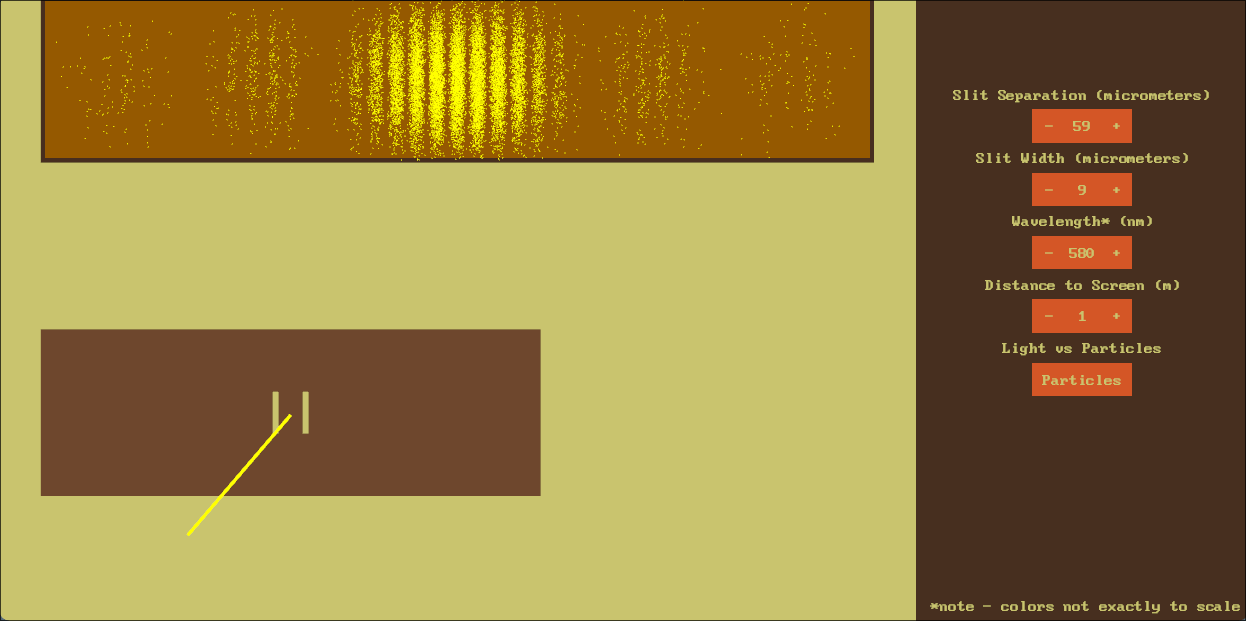 Slit Separation (micrometers)
- 59 +
Slit Width (micrometers)
- 9 +
Wavelength* (nm)
- 580 +
Distance to Screen (m)
- 1 +
Light vs Particles
Particles
*note - colors not exactly to scale